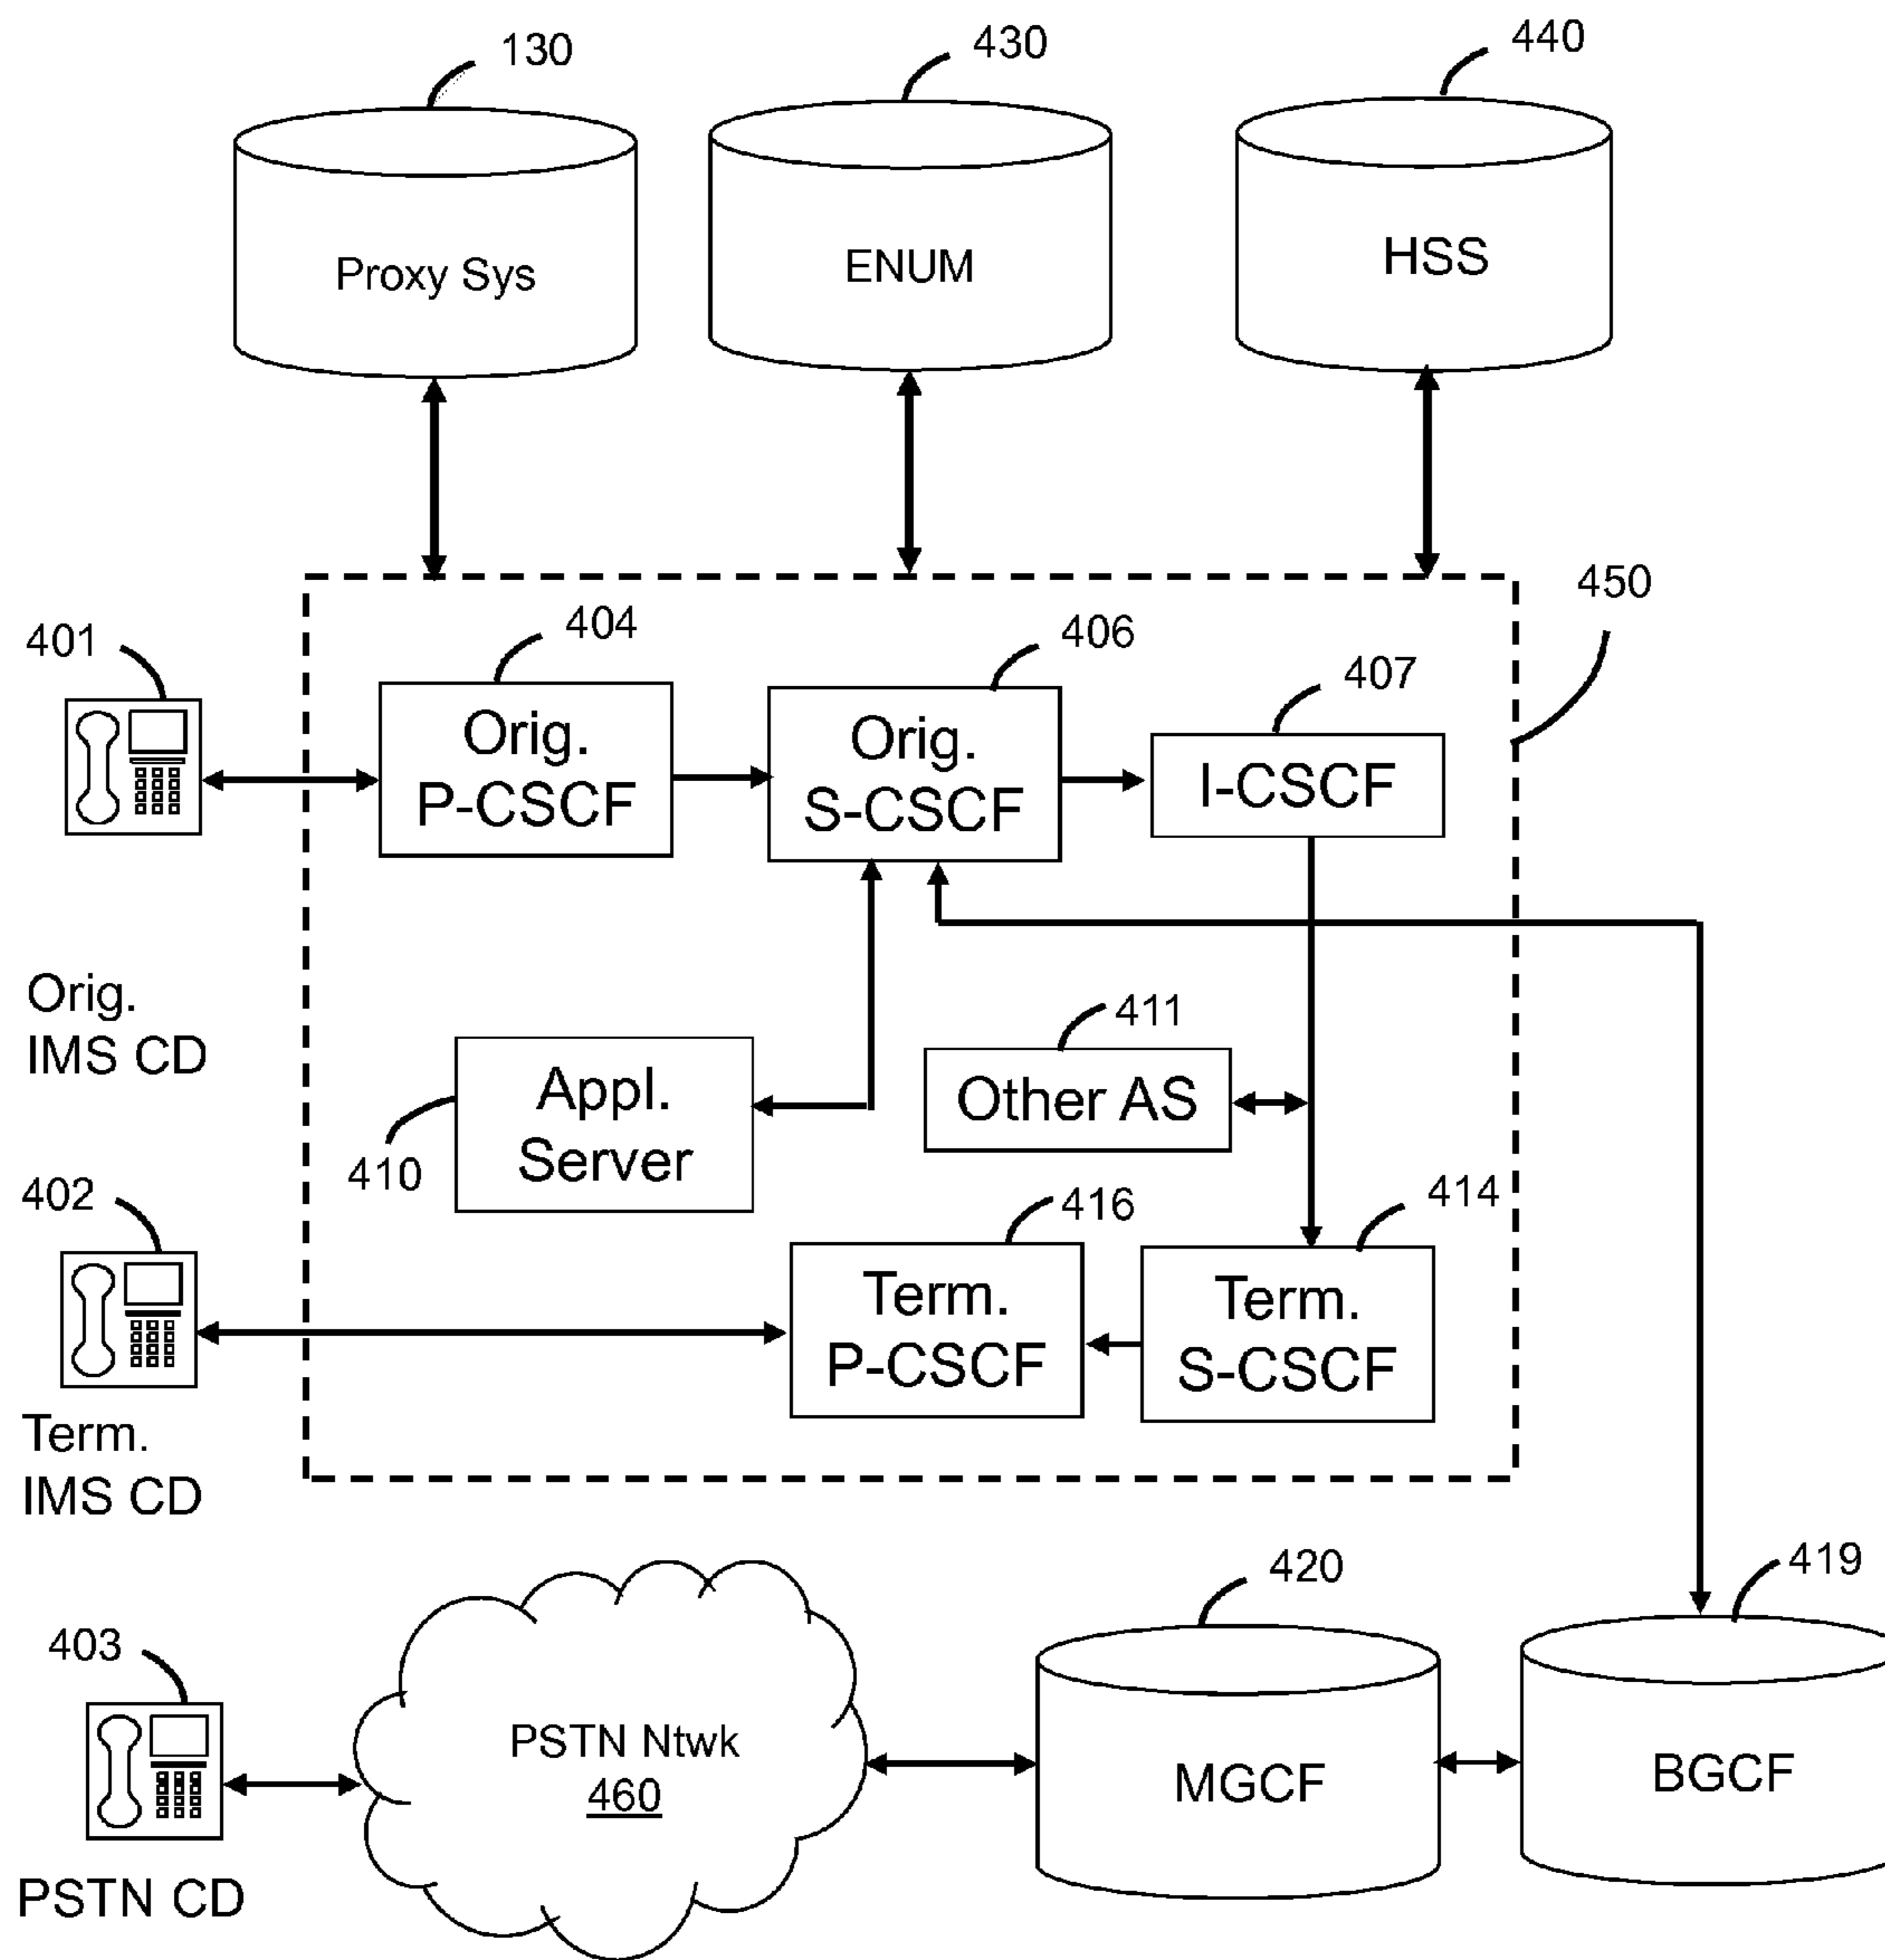 130
430
440
Proxy Sys
ENUM
HSS
450
401
404
406
407
Orig.
P-CSCF
Orig.
S-CSCF
I-CSCF
Orig.
IMS CD
411
Other AS
Appl.
Server
410
402
416
414
Term.
P-CSCF
Term.
S-CSCF
Term.
IMS CD
420
419
403
PSTN Ntwk
460
MGCF
BGCF
PSTN CD